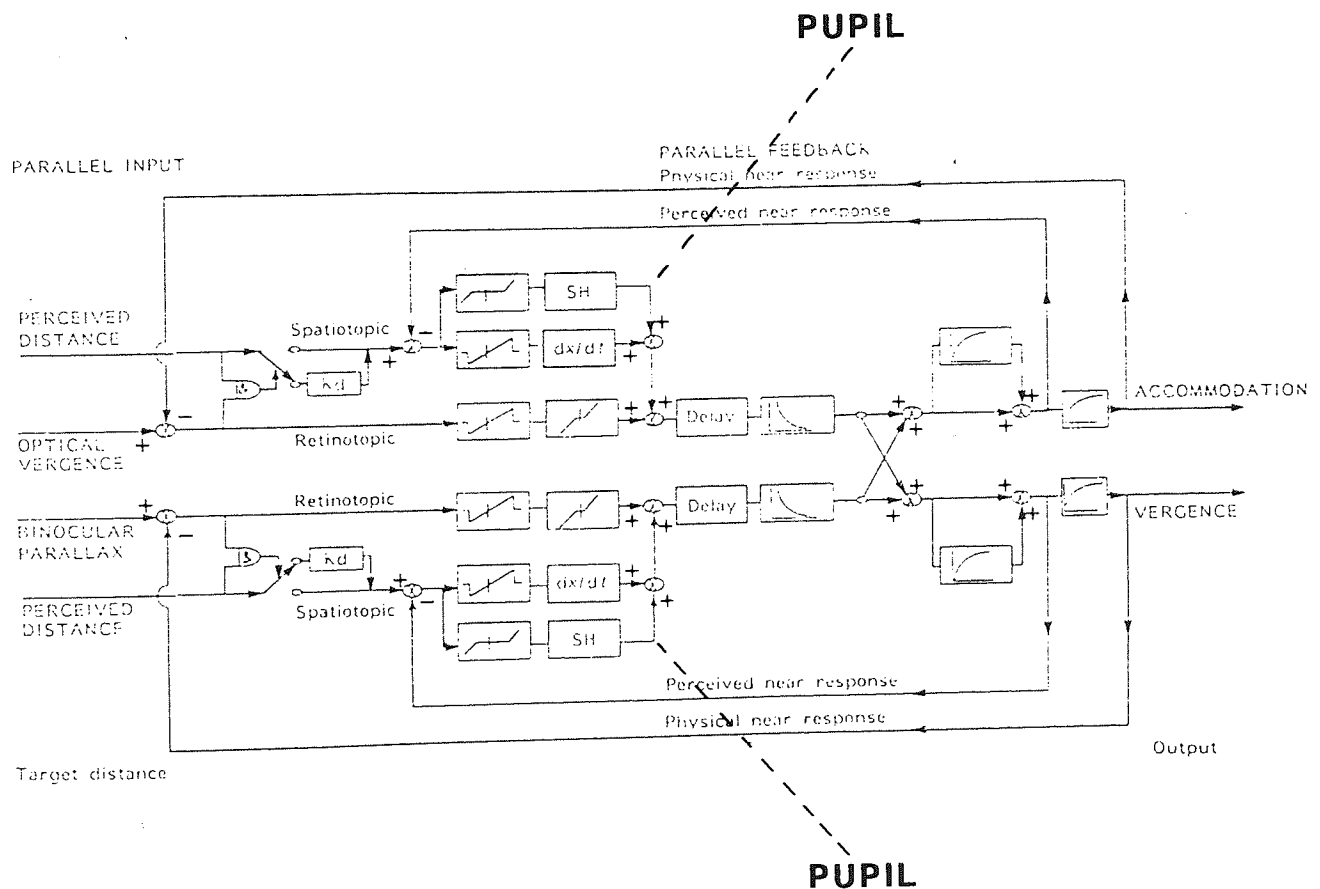 PUPIL
PARALLEL INPUT
PARALLEL FEEDBACK
Physical near response
Perceived near response
PERCEIVED
DISTANCE
Spatiotopic
SH
dx/dt
Kd
OPTICAL
VERGENCE
Retinotopic
Delay
ACCOMMODATION
BINOCULAR
PARALLAX
Retinotopic
Delay
VERGENCE
Kd
dx/dt
PERCEIVED
DISTANCE
Spatiotopic
SH
Perceived near response
Physical near response
Target distance
Output
PUPIL